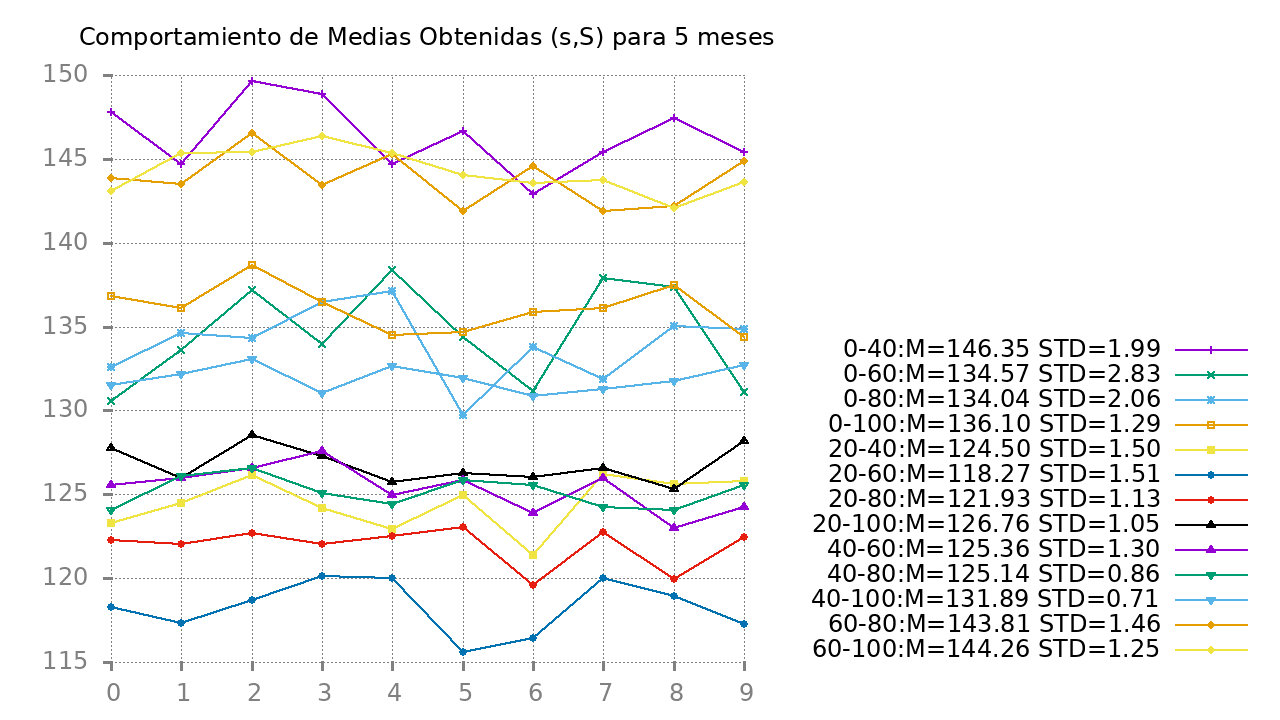 Comportamiento de Medias Obtenidas (s,S) para 5 meses
150
145
140
135
130
125
120
115
0 1 2 3 4 5 6 7 8 9
0-40:M=146.35 STD=1.99
0-60:M=134.57 STD=2.83
0-80:M=134.04 STD=2.06
0-100:M=136.10 STD=1.29
20-40:M=124.50 STD=1.50
20-60:M=118.27 STD=1.51
20-80:M=121.93 STD=1.13
20-100:M=126.76 STD=1.05
40-60:M=125.36 STD=1.30
40-80:M=125.14 STD=0.86
40-100:M=131.89 STD=0.71
60-80:M=143.81 STD=1.46
60-100:M=144.26 STD=1.25